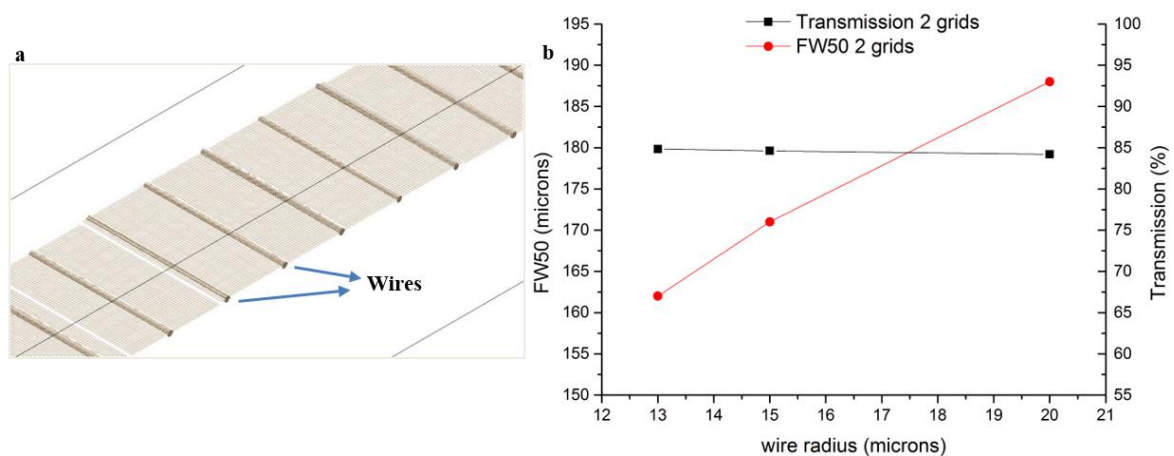 a
Wires
b
Transmission 2 grids
FW50 2 grids
195
190
185
180
175
170
165
160
155
150
FW50 (microns)
100
95
90
85
80
75
70
65
60
55
Transmission (%)
12 13 14 15 16 17 18 19 20 21
wire radius (microns)